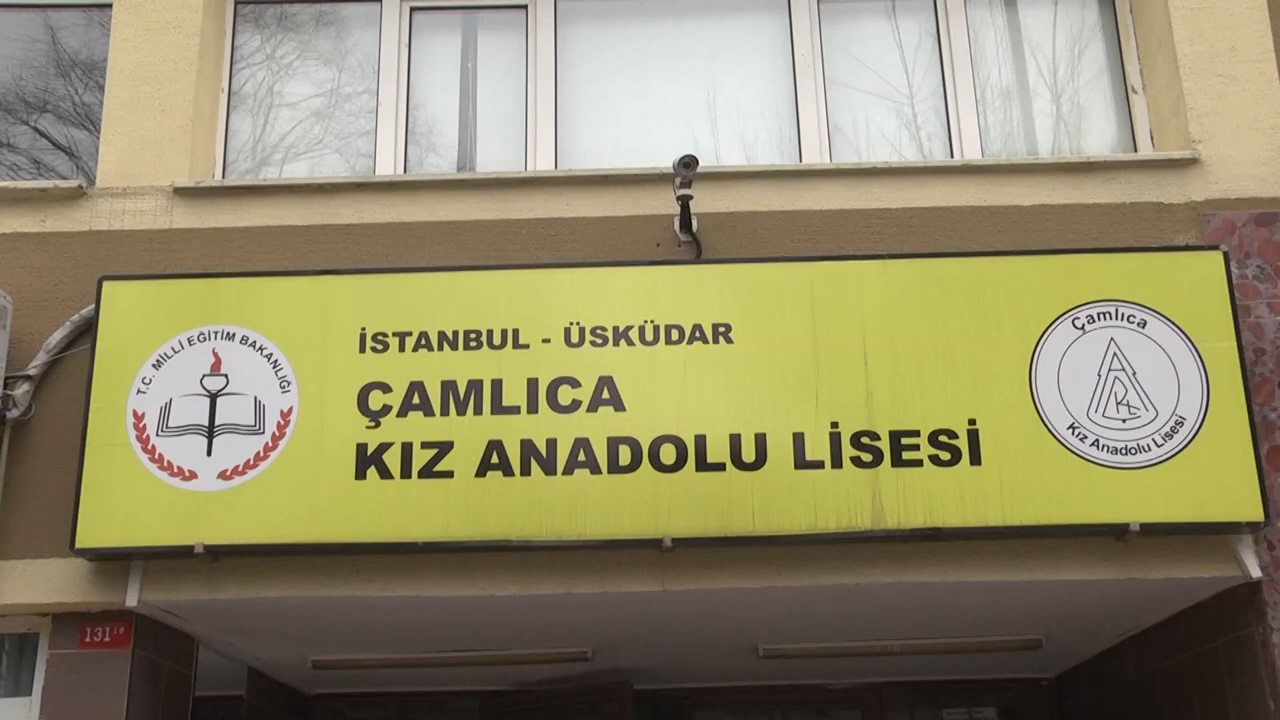 İSTANBUL - ÜSKÜDAR
ÇAMLICA
KIZ ANADOLU LİSESİ
T.C. MİLLİ EĞİTİM BAKANLIĞI
Çamlıca
Kız Anadolu Lisesi
131